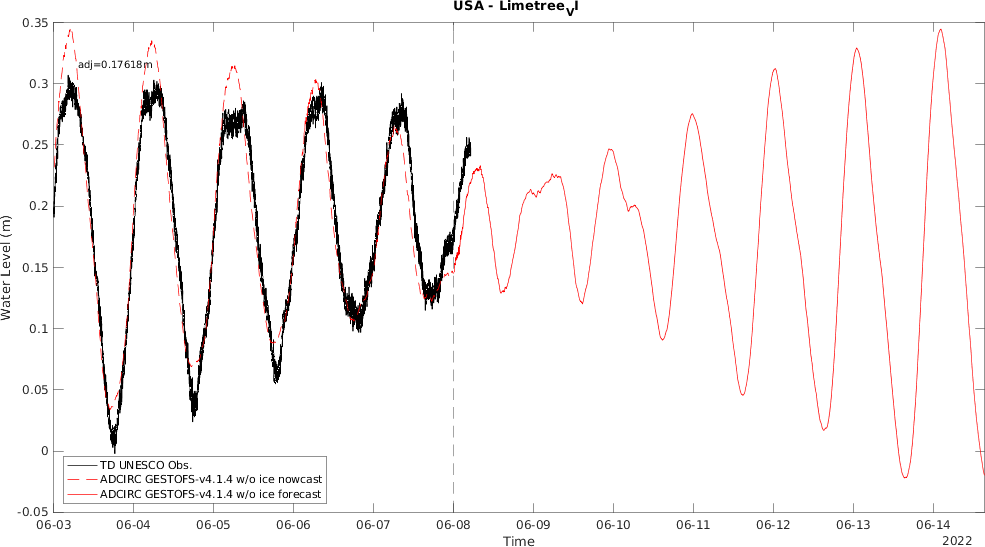 USA - LimetreeVI
adj=0.17618m
0.35
0.3
0.25
0.2
0.15
0.1
0.05
0
-0.05
Water Level (m)
TD UNESCO Obs.
ADCIRC GESTOFS-v4.1.4 w/o ice nowcast
ADCIRC GESTOFS-v4.1.4 w/o ice forecast
06-03 06-04 06-05 06-06 06-07 06-08 06-09 06-10 06-11 06-12 06-13 06-14
Time
2022